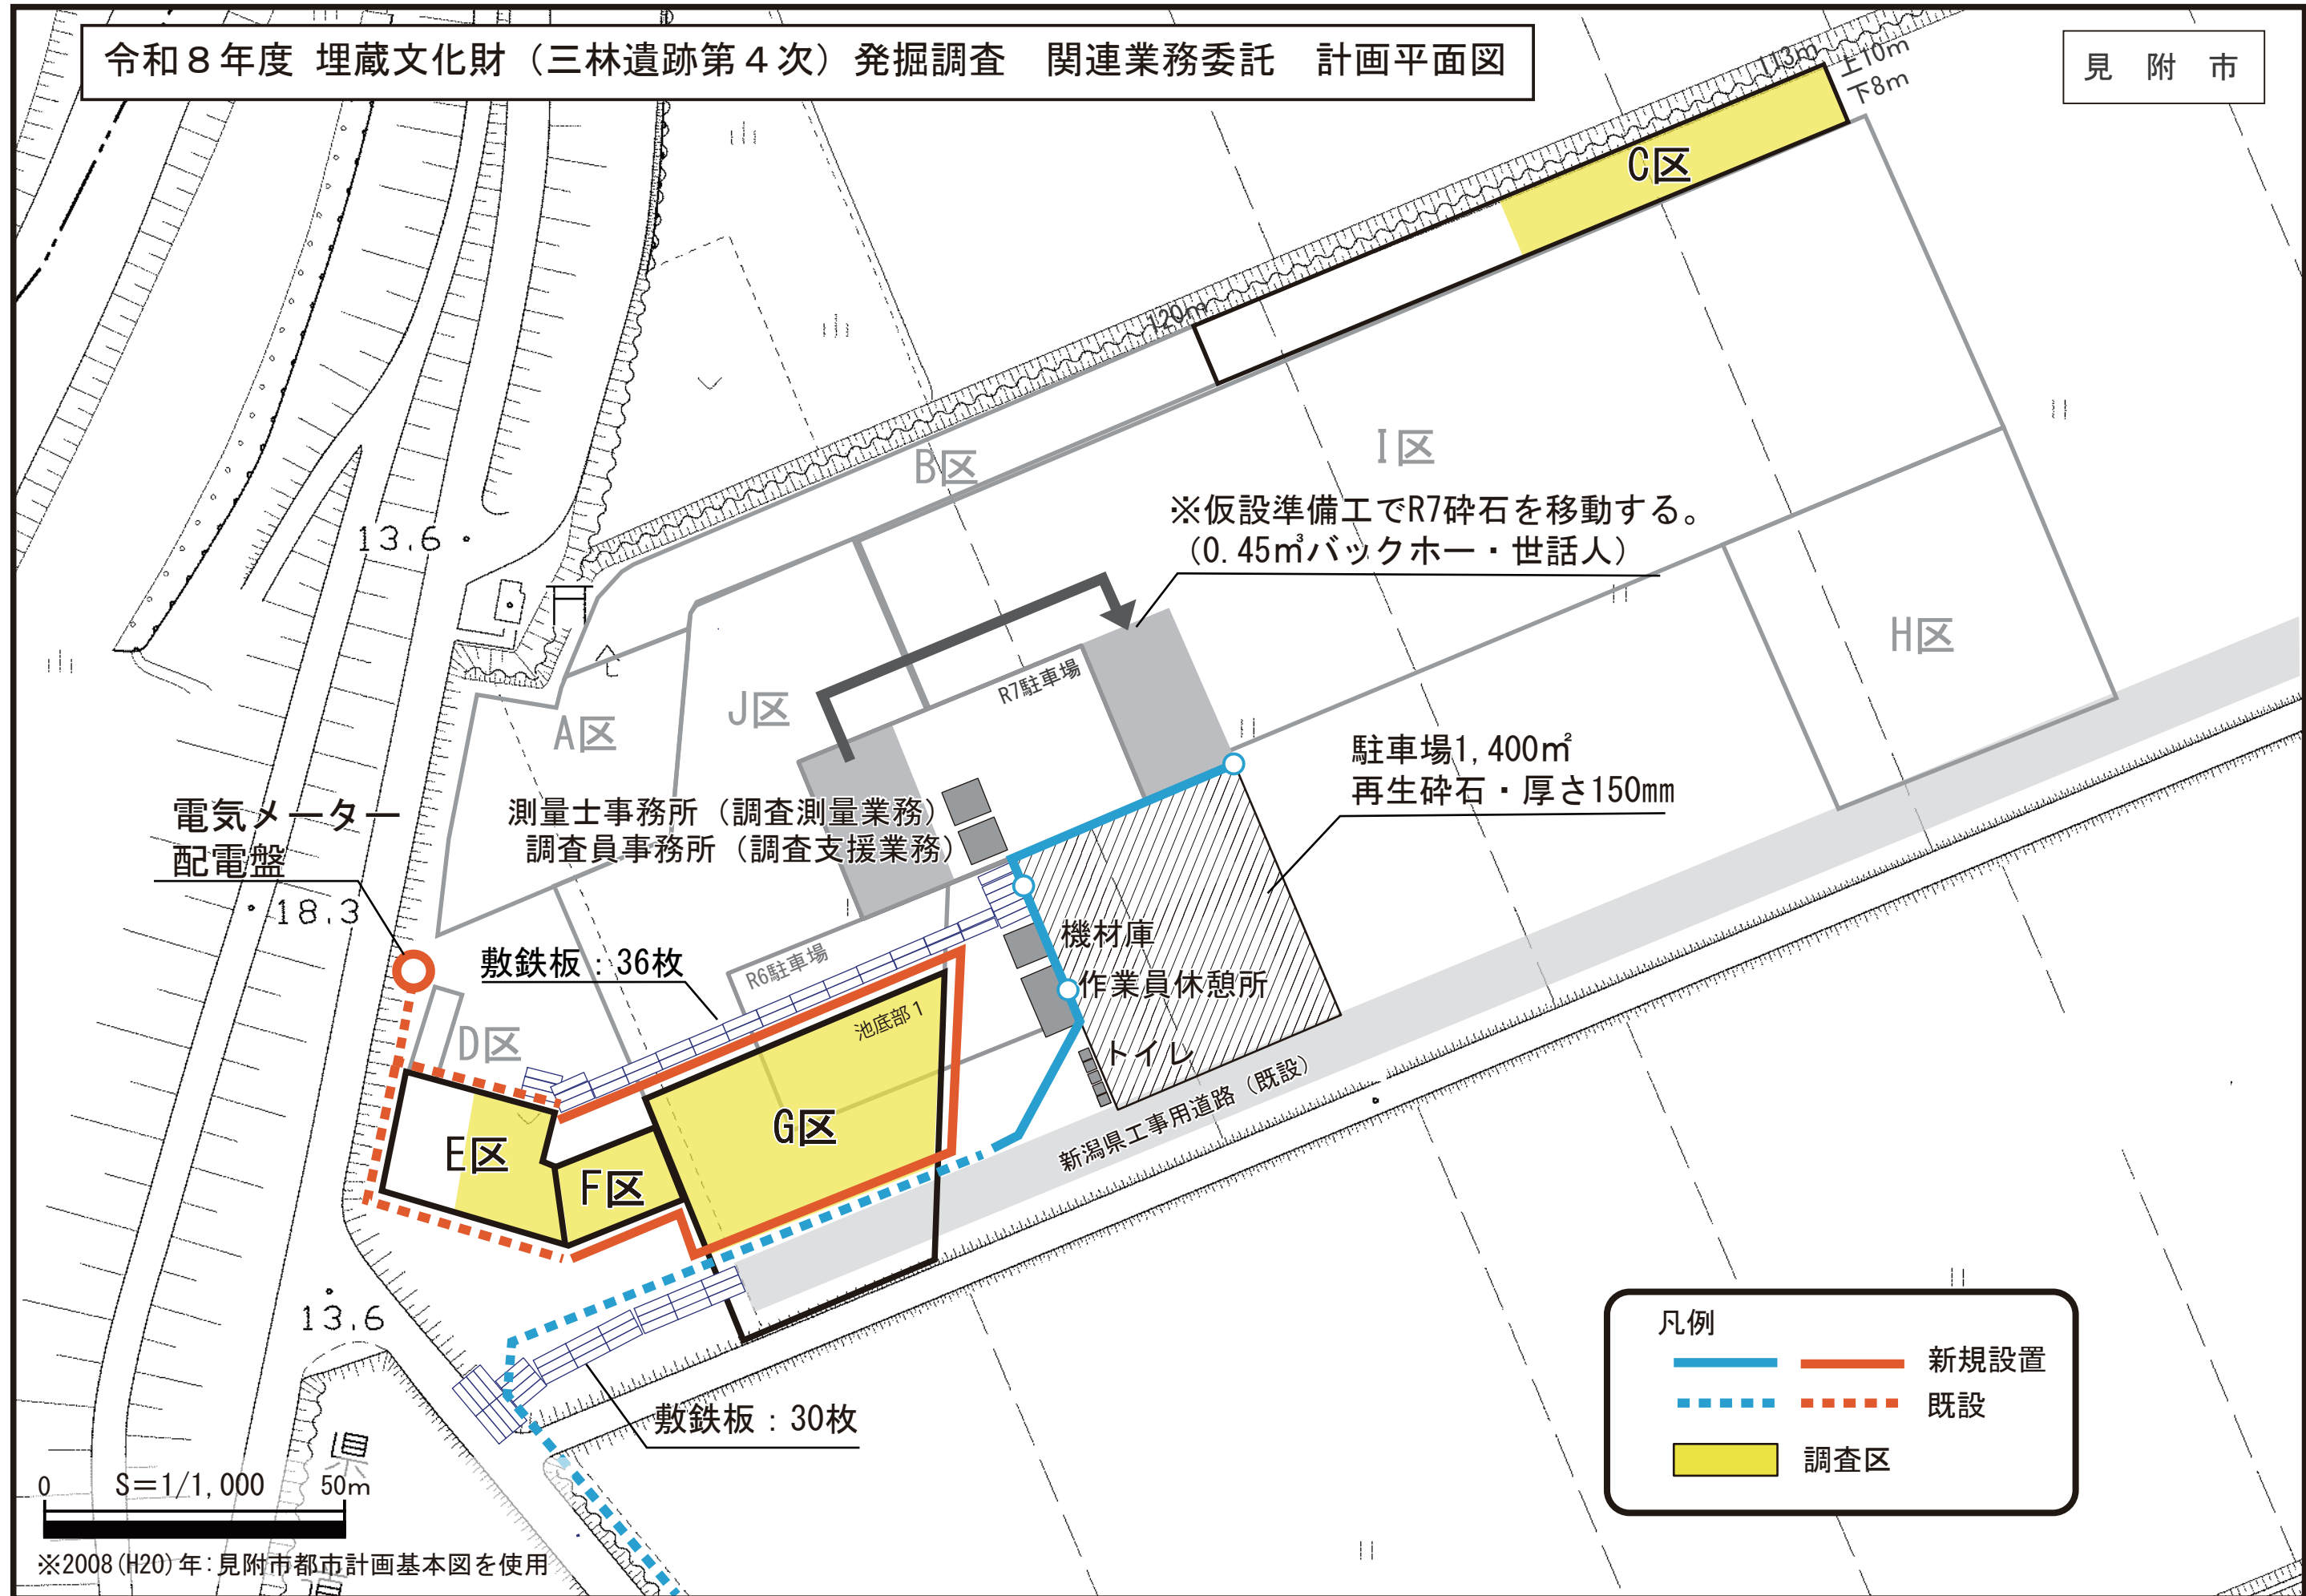 令和８年度 埋蔵文化財（三林遺跡第４次）発掘調査　関連業務委託　計画平面図
見 附 市
113m
上10m
下8m
C区
120m
B区
I区
※仮設準備工でR7砕石を移動する。
（0.45㎥バックホー・世話人）
13.6
H区
R7駐車場
J区
A区
駐車場1,400㎡
再生砕石・厚さ150mm
電気メーター
配電盤
測量士事務所（調査測量業務）
調査員事務所（調査支援業務）
18.3
機材庫
敷鉄板：36枚
R6駐車場
作業員休憩所
池底部１
D区
トイレ
新潟県工事用道路（既設）
G区
E区
F区
13.6
凡例
新規設置
既設
調査区
敷鉄板：30枚
県
0 S＝1/1,000 50m
※2008(H20)年：見附市都市計画基本図を使用